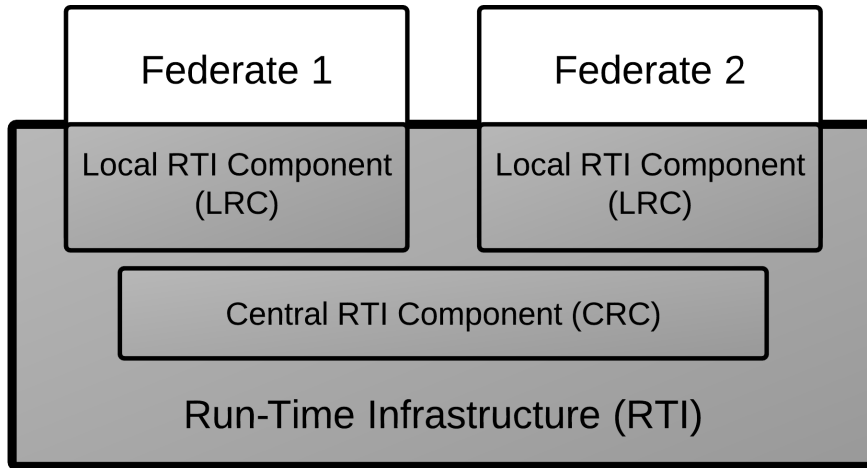 Federate 1
Federate 2
Local RTI Component
(LRC)
Local RTI Component
(LRC)
Central RTI Component (CRC)
Run-Time Infrastructure (RTI)